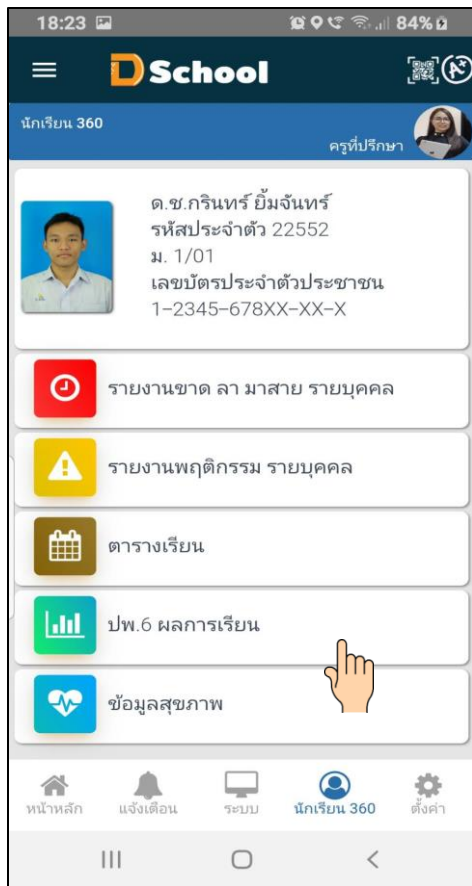 18:23
84%
DSchool
A+
นักเรียน 360
ครูที่ปรึกษา
ด.ช.กรินทร์ ยิ้มจันทร์
รหัสประจำตัว 22552
ม. 1/01
เลขบัตรประจำตัวประชาชน
1-2345-678XX-XX-X
รายงานขาด ลา มาสาย รายบุคคล
รายงานพฤติกรรม รายบุคคล
ตารางเรียน
ปพ.6 ผลการเรียน
ข้อมูลสุขภาพ
หน้าหลัก แจ้งเตือน ระบบ นักเรียน 360 ตั้งค่า